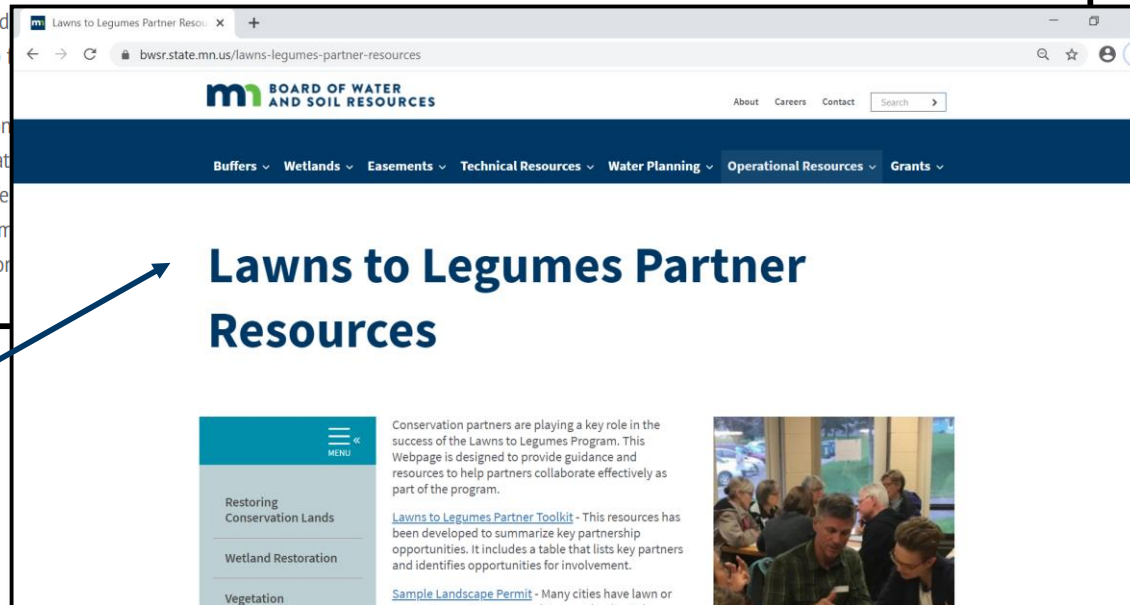 Lawns to Legumes Partner Resou
bwsr.state.mn.us/lawns-legumes-partner-resources
BOARD OF WATER
AND SOIL RESOURCES
About Careers Contact Search
Buffers Wetlands Easements Technical Resources Water Planning Operational Resources Grants
Lawns to Legumes Partner
Resources
MENU
Restoring
Conservation Lands
Wetland Restoration
Vegetation
Conservation partners are playing a key role in the
success of the Lawns to Legumes Program. This
Webpage is designed to provide guidance and
resources to help partners collaborate effectively as
part of the program.
Lawns to Legumes Partner Toolkit - This resources has
been developed to summarize key partnership
opportunities. It includes a table that lists key partners
and identifies opportunities for involvement.
Sample Landscape Permit - Many cities have lawn or